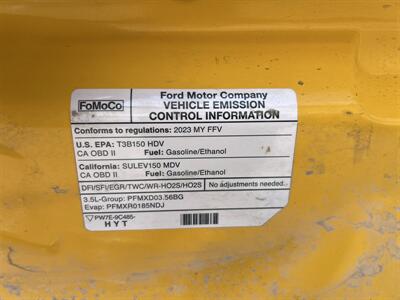 FoMoCo
Ford Motor Company
VEHICLE EMISSION
CONTROL INFORMATION
Conforms to regulations: 2023 MY FFV
U.S. EPA: T3B150 HDV
CA OBD II Fuel: Gasoline/Ethanol
California: SULEV150 MDV
CA OBD II Fuel: Gasoline/Ethanol
DFI/SFI/EGR/TWC/WR-HO2S/HO2S No adjustments needed.
3.5L-Group: PFMXD03.56BG
Evap: PFMXR0185NDJ
PW7E-9C485-
HYT